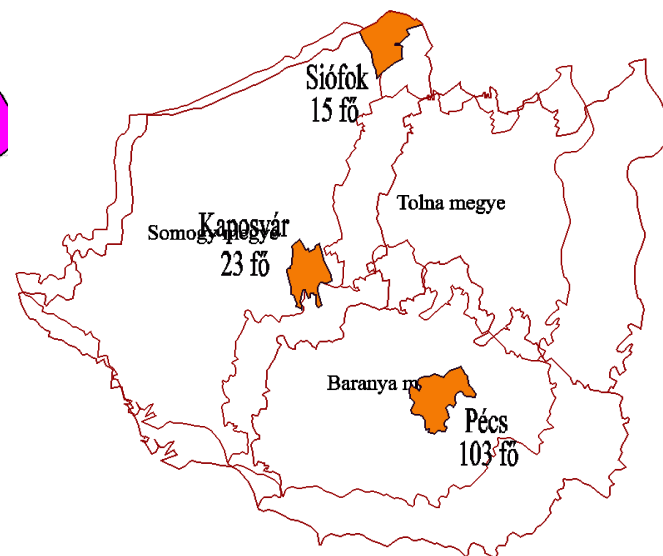 Siófok
15 fő
Tolna megye
Kaposvár
Somogy megye
23 fő
Baranya m
Pécs
103 fő